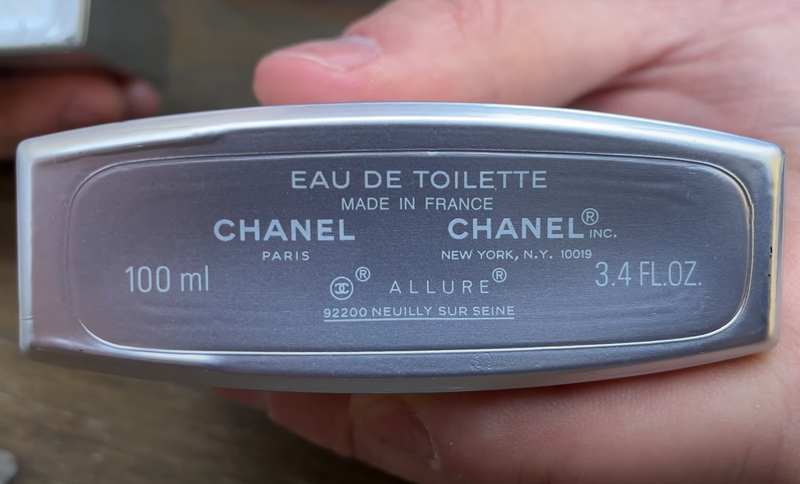 EAU DE TOILETTE
MADE IN FRANCE
CHANEL CHANEL® INC.
PARIS NEW YORK, N.Y. 10019
100 ml ® ALLURE® 3.4 FL.OZ.
92200 NEUILLY SUR SEINE